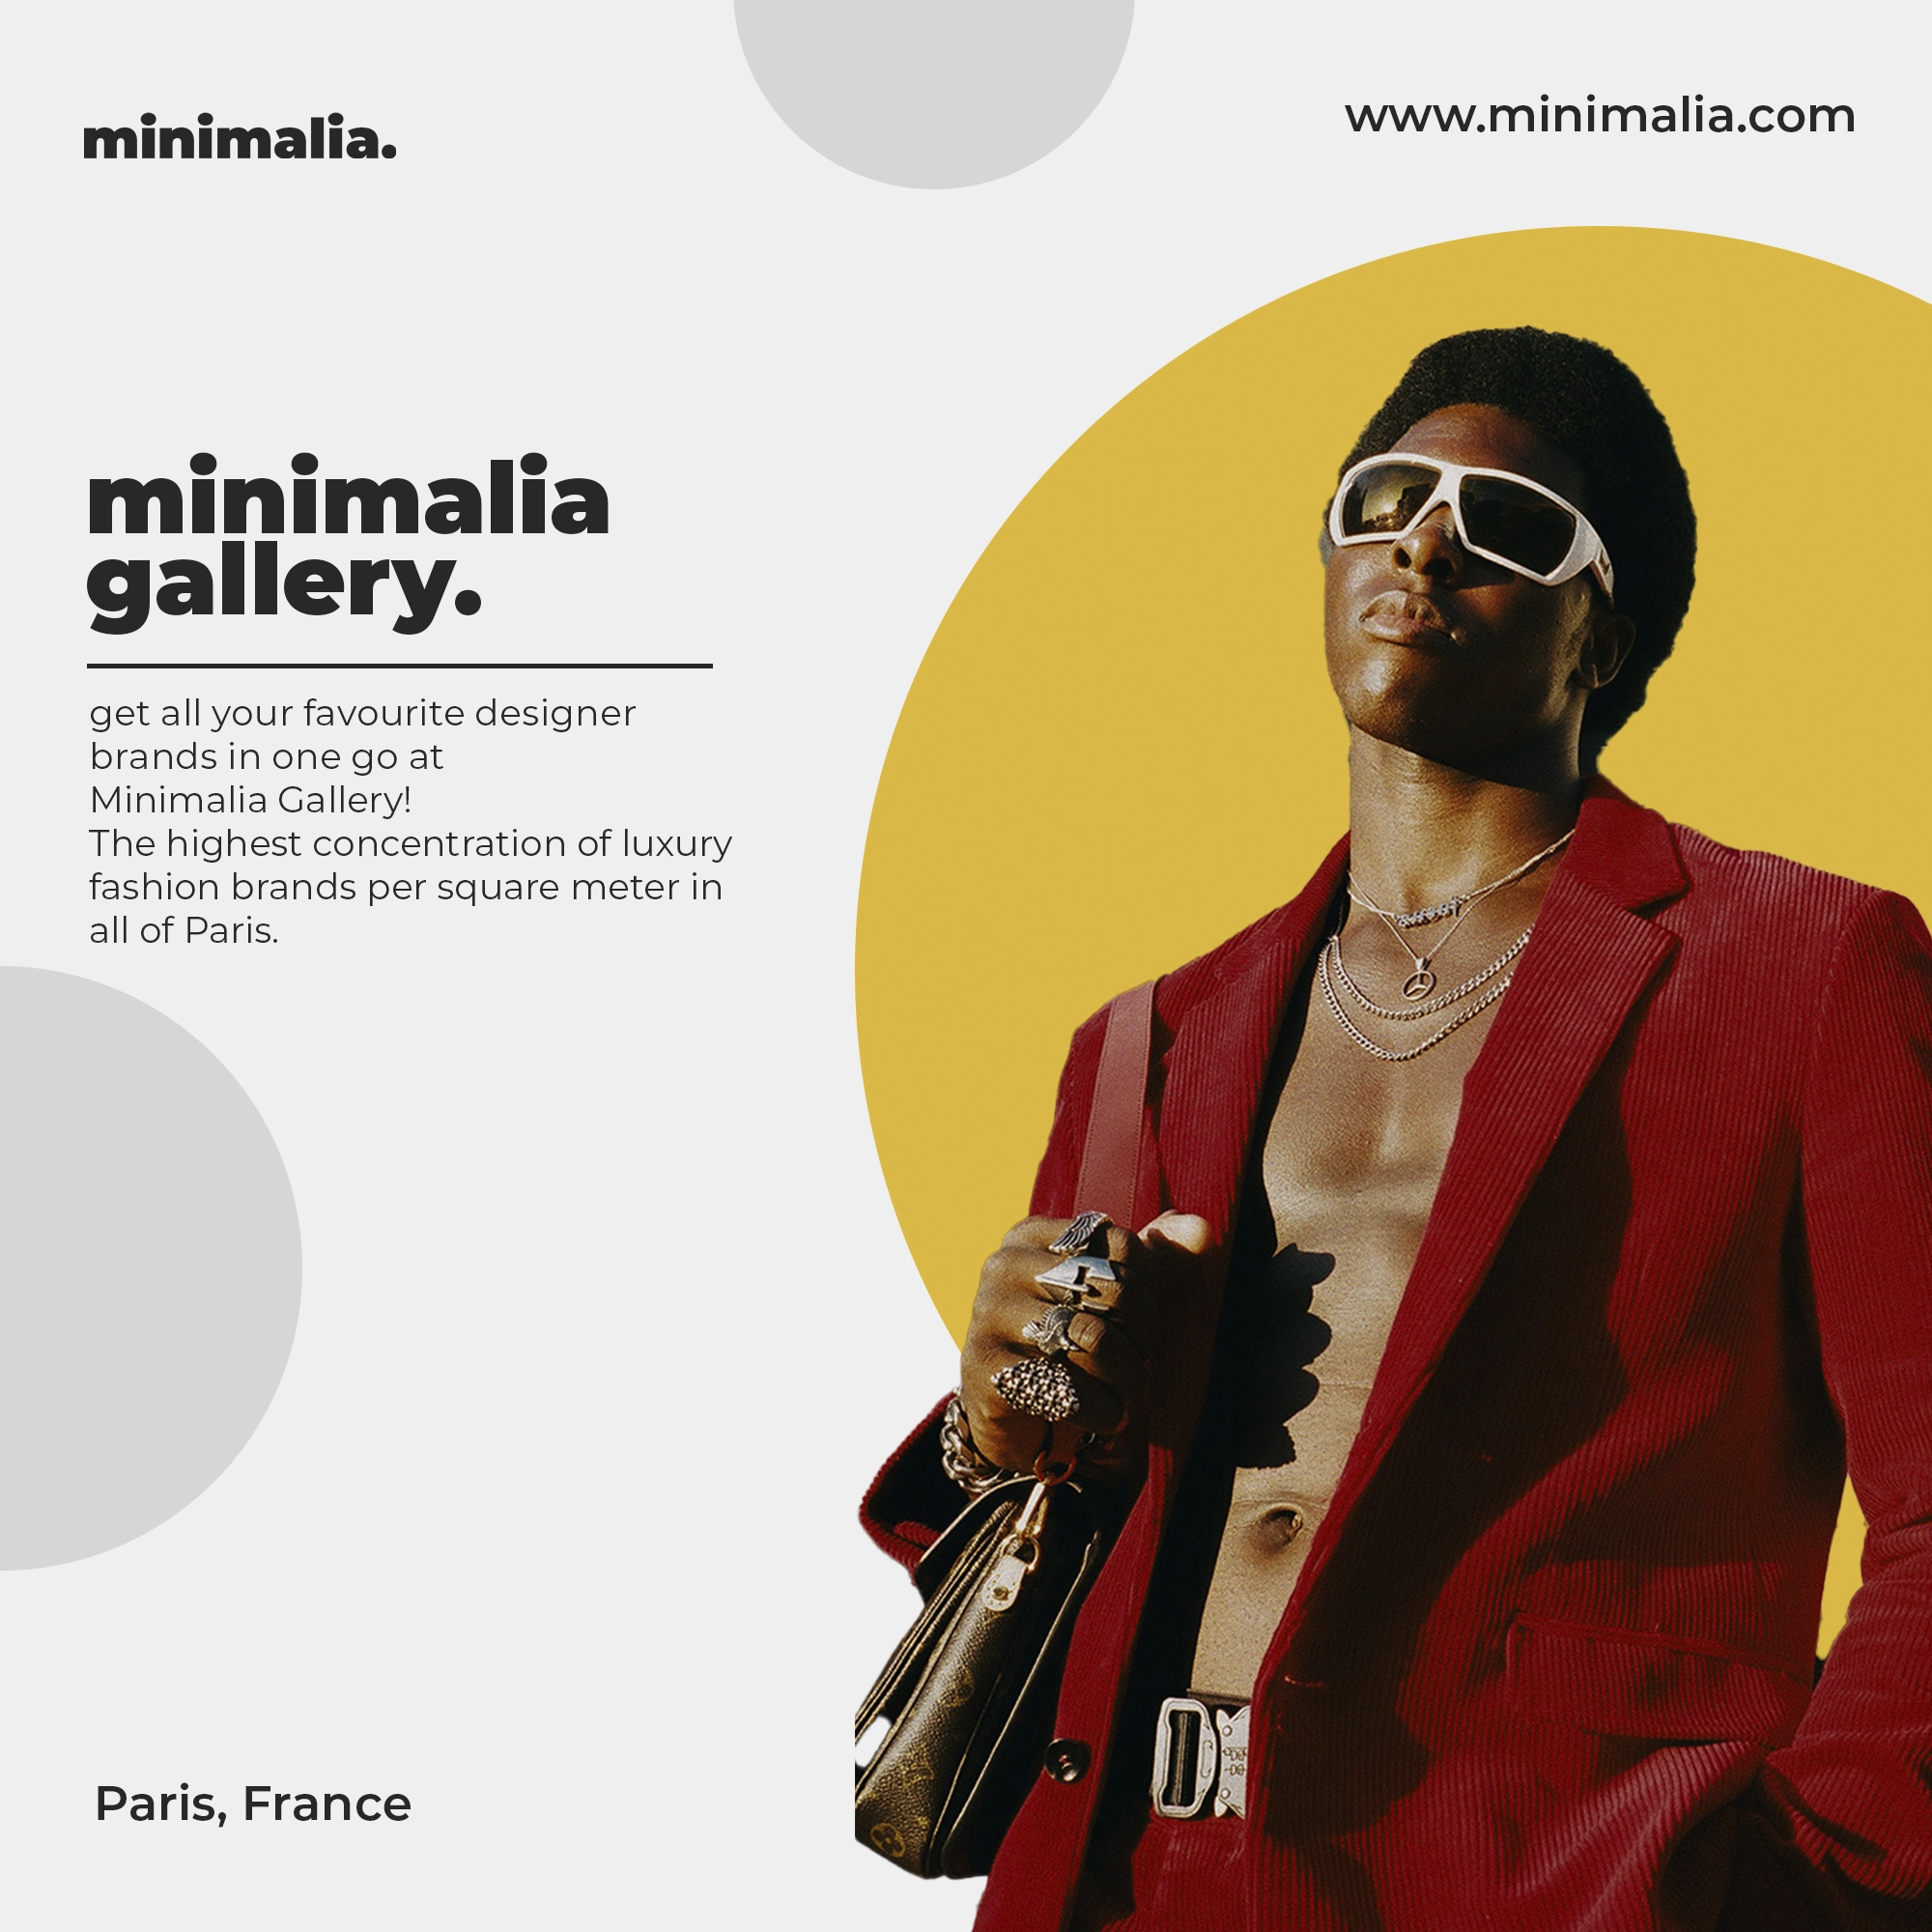 minimalia.
www.minimalia.com
minimalia
gallery.
get all your favourite designer
brands in one go at
Minimalia Gallery!
The highest concentration of luxury
fashion brands per square meter in
all of Paris.
Paris, France